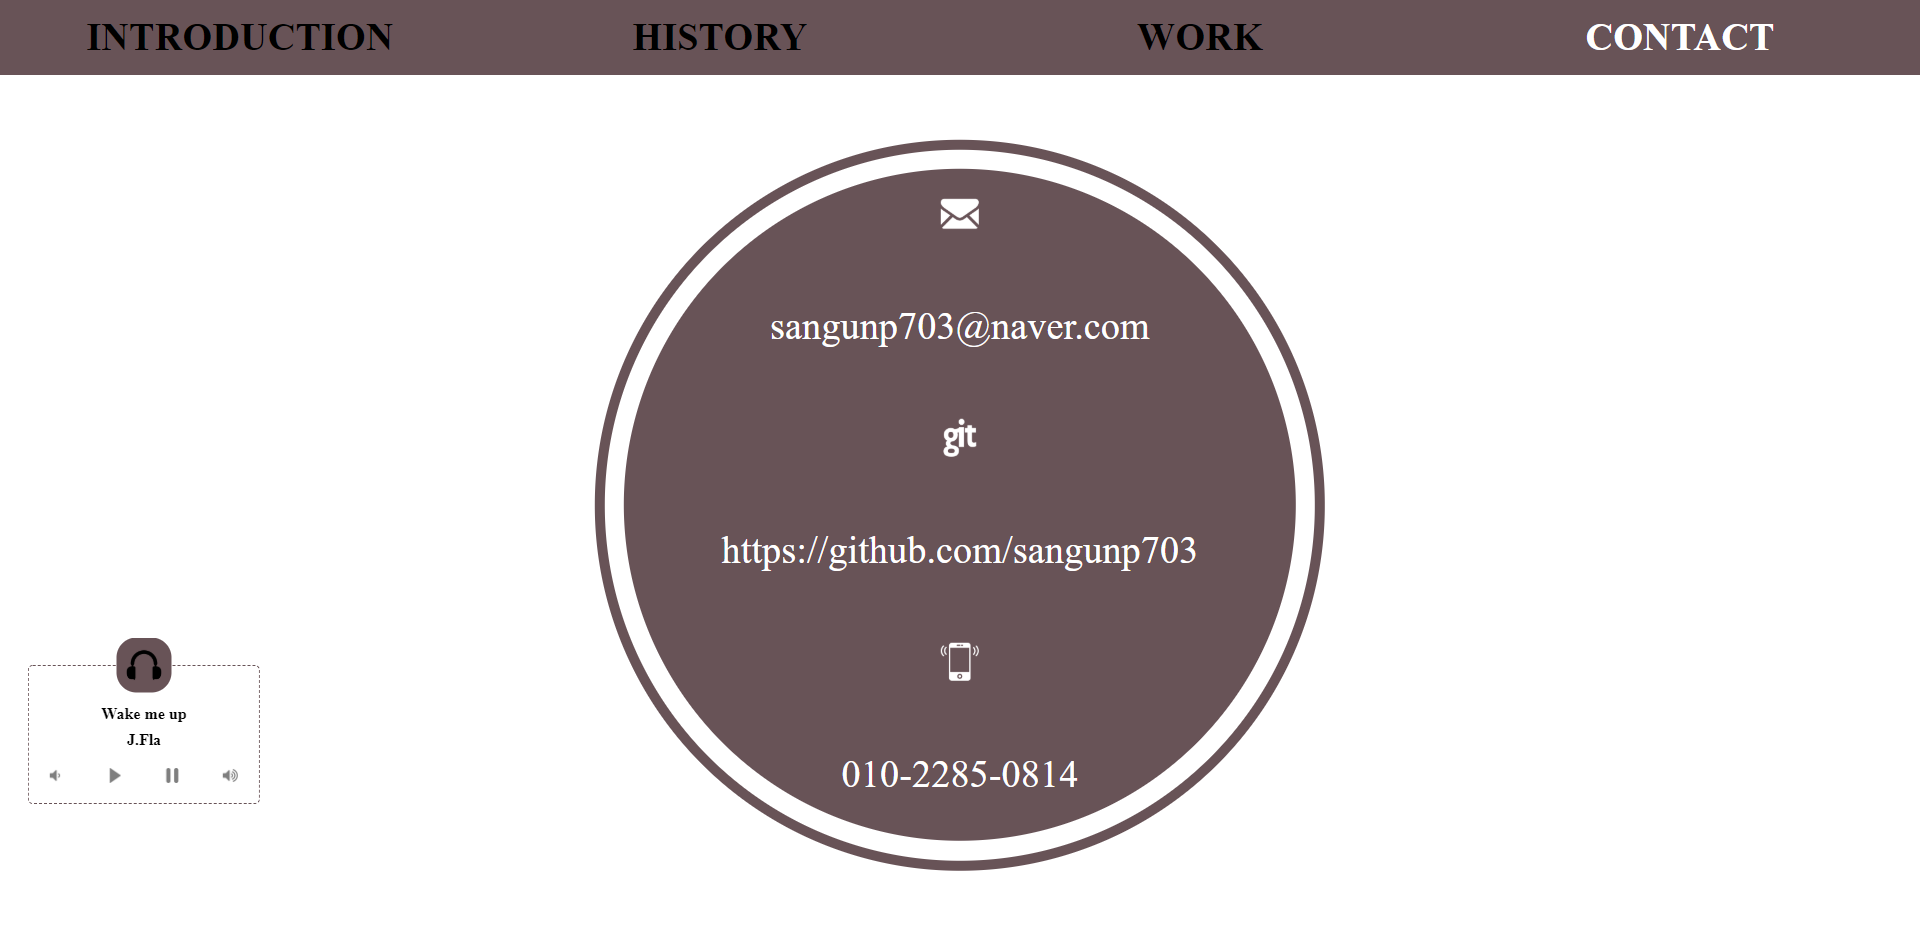 INTRODUCTION HISTORY WORK CONTACT
sangunp703@naver.com
git
https://github.com/sangunp703
010-2285-0814
Wake me up
J.Fla